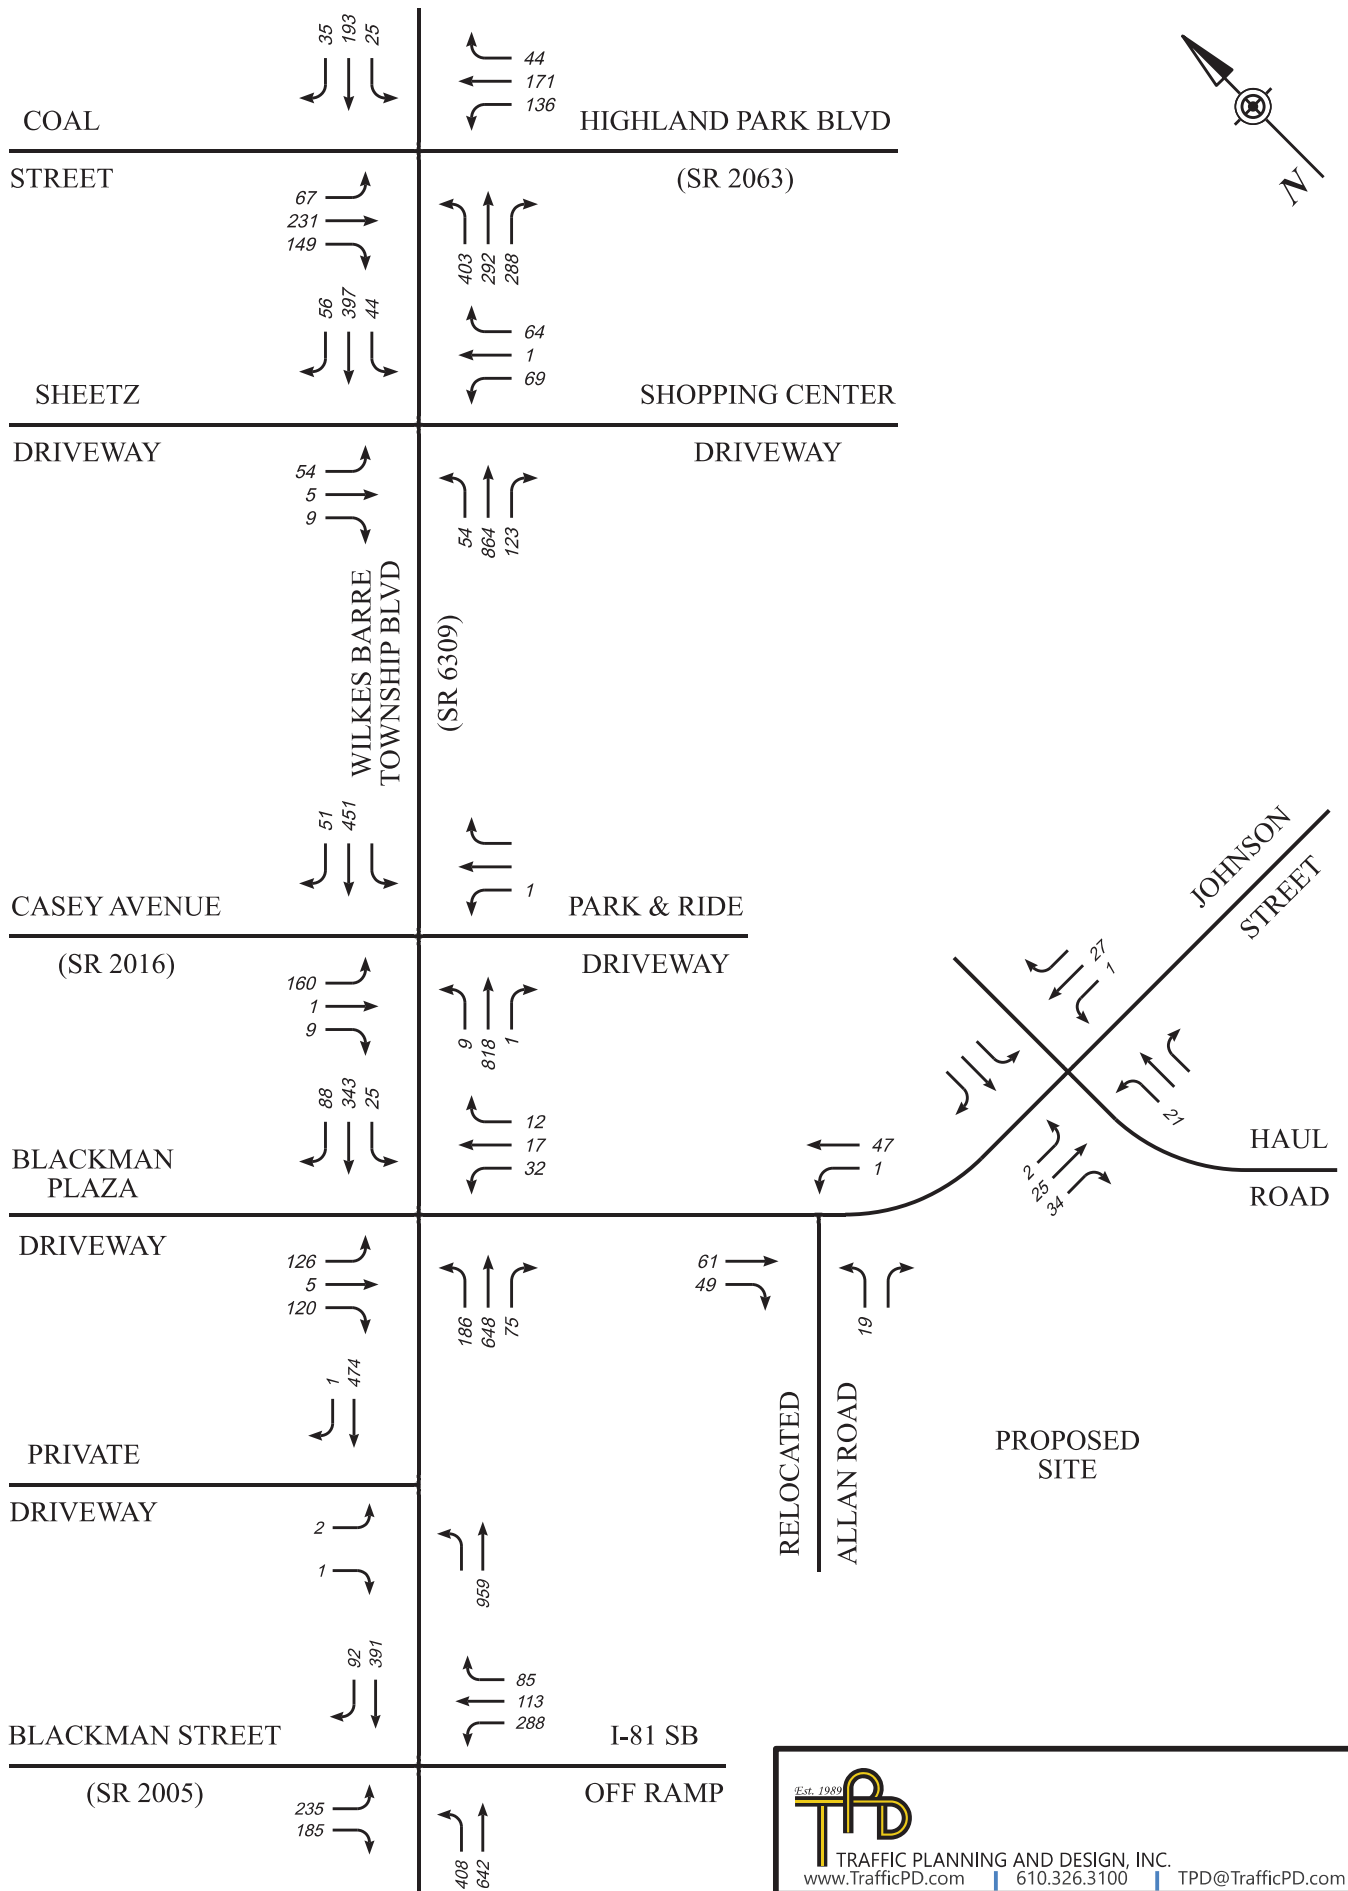 35
193
25
44
171
136
COAL
HIGHLAND PARK BLVD
N
STREET
(SR 2063)
67
231
149
403
292
288
56
397
44
64
1
69
SHEETZ
SHOPPING CENTER
DRIVEWAY
DRIVEWAY
54
5
9
54
864
123
WILKES BARRE
TOWNSHIP BLVD
(SR 6309)
51
451
1
CASEY AVENUE
PARK & RIDE
(SR 2016)
DRIVEWAY
160
1
9
9
818
1
JOHNSON
STREET
27
1
21
2
25
34
HAUL
ROAD
88
343
25
12
17
32
47
1
BLACKMAN
PLAZA
DRIVEWAY
126
5
120
186
648
75
61
49
19
RELOCATED
ALLAN ROAD
PROPOSED
SITE
1
474
PRIVATE
DRIVEWAY
2
1
959
92
391
85
113
288
BLACKMAN STREET
I-81 SB
(SR 2005)
OFF RAMP
235
185
408
642
Est. 1989
TPD
TRAFFIC PLANNING AND DESIGN, INC.
www.TrafficPD.com | 610.326.3100 | TPD@TrafficPD.com